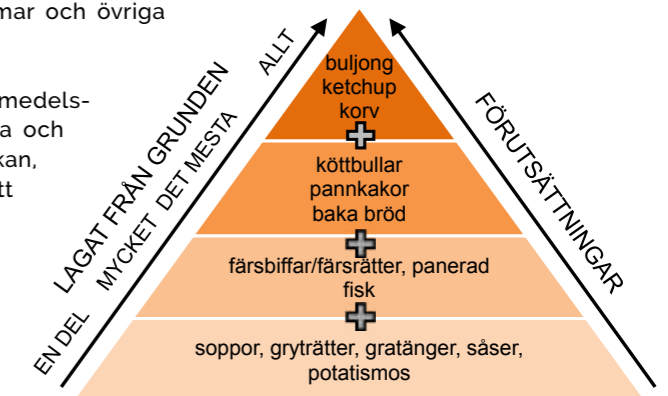 mar och övriga
medels-
a och
kan,
tt
LAGAT FRÅN GRUNDEN
EN DEL
MYCKET
DET MESTA
ALLT
buljong
ketchup
korv
köttbullar
pannkakor
baka bröd
färsbiffar/färsrätter, panerad
fisk
soppor, gryträtter, gratänger, såser,
potatismos
FÖRUTSÄTTNINGAR